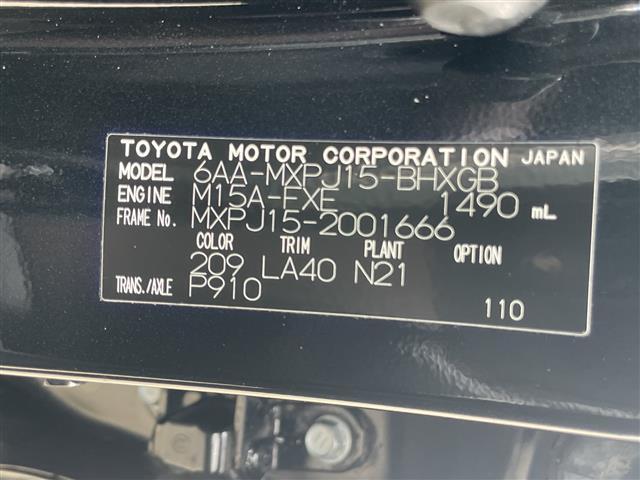 TOYOTA MOTOR CORPORATION JAPAN
MODEL 6AA-MXPJ15-BHXGB
ENGINE M15A-FXE 1490 mL
FRAME No. MXPJ15-2001666
COLOR TRIM PLANT OPTION
209 LA40 N21
TRANS./AXLE P910
110